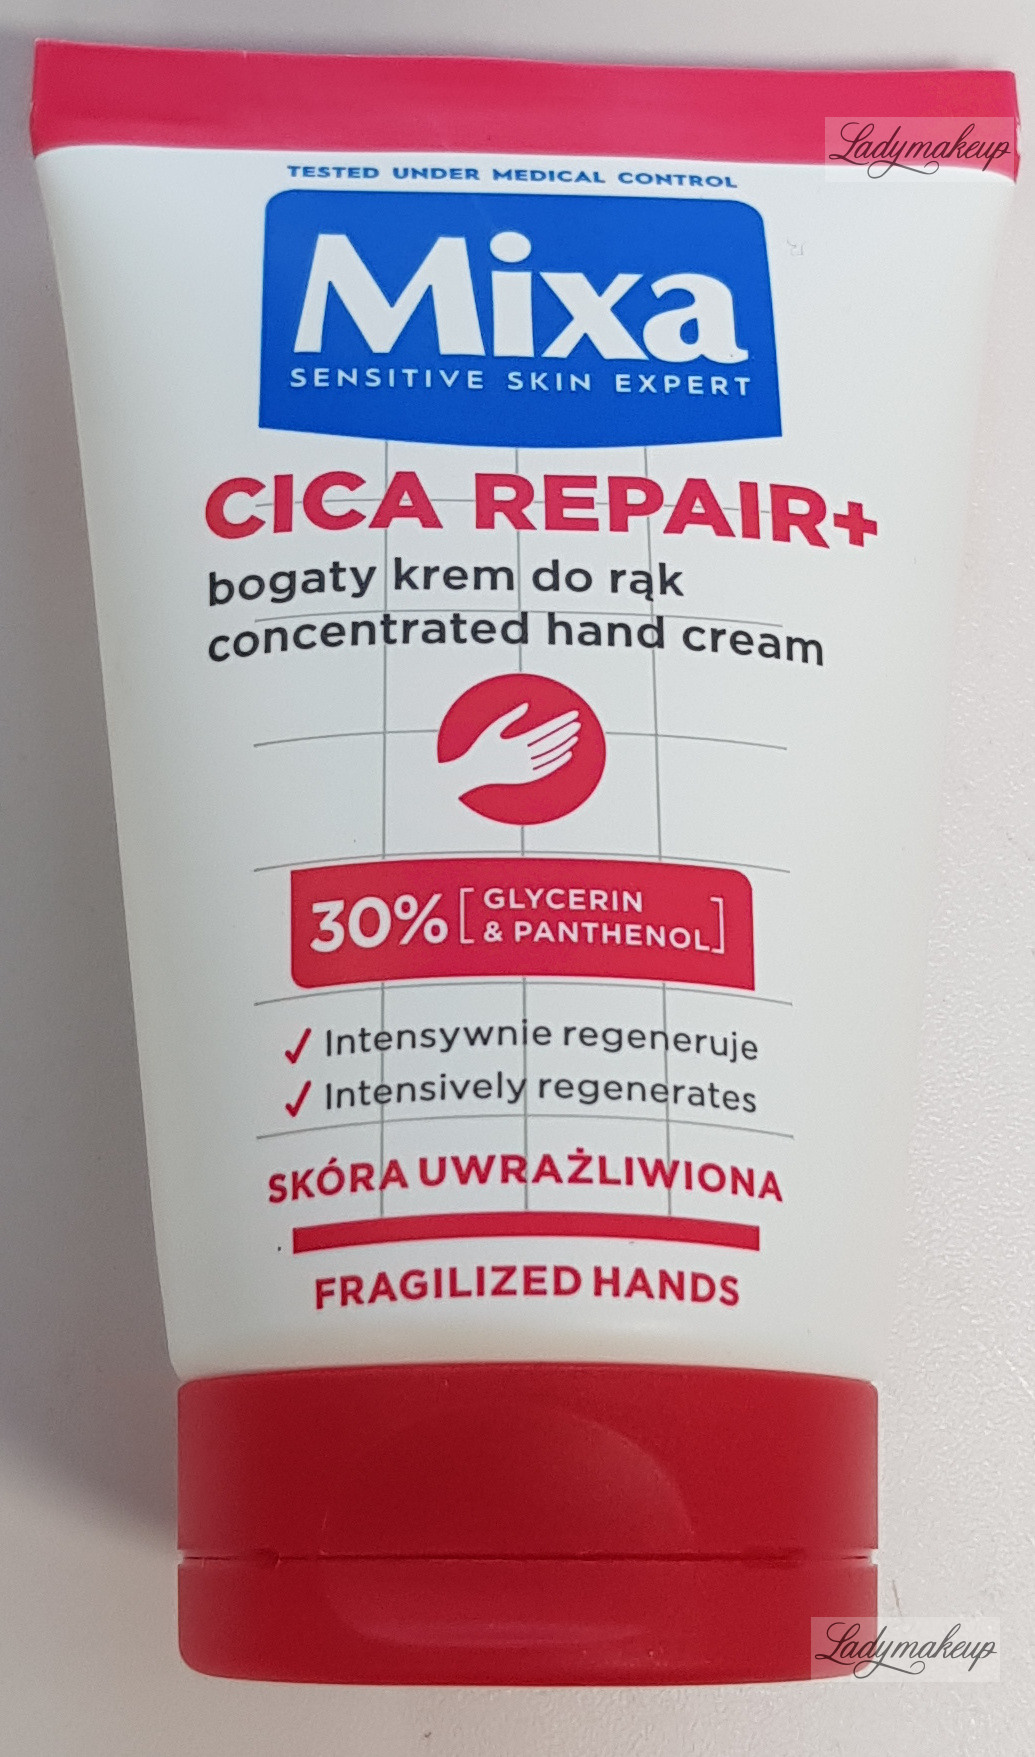 Ladymakeup
TESTED UNDER MEDICAL CONTROL
Mixa
SENSITIVE SKIN EXPERT
CICA REPAIR+
bogaty krem do rąk
concentrated hand cream
30% [GLYCERIN
& PANTHENOL]
✓ Intensywnie regeneruje
✓ Intensively regenerates
SKÓRA UWRAŻLIWIONA
FRAGILIZED HANDS
Ladymakeup